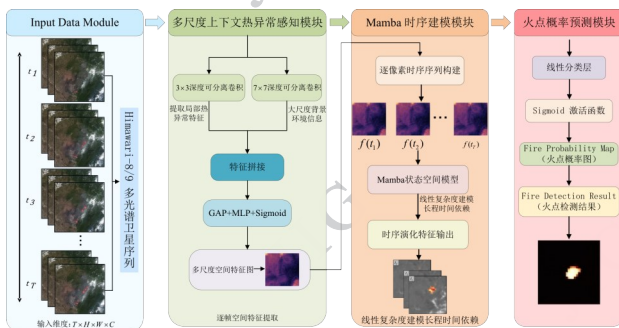 Input Data Module
t1
t2
t3
tT
Himawari-8/9 多光谱卫星序列
输入维度: T×H×W×C
多尺度上下文热异常感知模块
3×3深度可分离卷积
7×7深度可分离卷积
提取局部热
异常特征
大尺度背景
环境信息
特征拼接
GAP+MLP+Sigmoid
多尺度空间特征图
逐帧空间特征提取
Mamba 时序建模模块
逐像素时序序列构建
f(t1)
f(t2)
f(tT)
Mamba状态空间模型
线性复杂度建模
长程时间依赖
时序演化特征输出
线性复杂度建模长程时间依赖
火点概率预测模块
线性分类层
Sigmoid 激活函数
Fire Probability Map
(火点概率图)
Fire Detection Result
(火点检测结果)